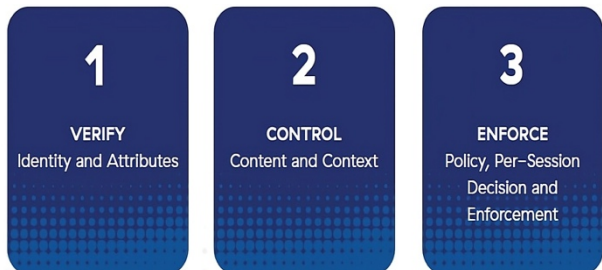 1
VERIFY
Identity and Attributes
2
CONTROL
Content and Context
3
ENFORCE
Policy, Per-Session
Decision and
Enforcement